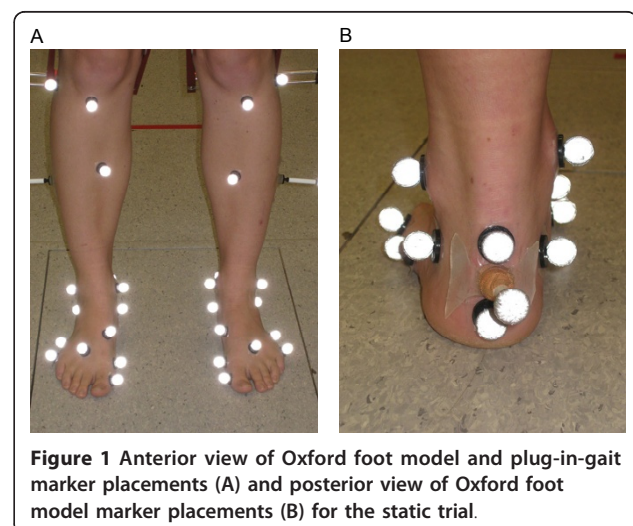 A
B
Figure 1 Anterior view of Oxford foot model and plug-in-gait
marker placements (A) and posterior view of Oxford foot
model marker placements (B) for the static trial.